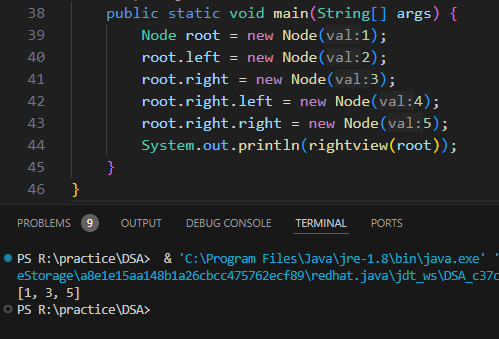 38 public static void main(String[] args) {
39 Node root = new Node(val:1);
40 root.left = new Node(val:2);
41 root.right = new Node(val:3);
42 root.right.left = new Node(val:4);
43 root.right.right = new Node(val:5);
44 System.out.println(rightview(root));
45 }
46 }
PROBLEMS 9 OUTPUT DEBUG CONSOLE TERMINAL PORTS
PS R:\practice\DSA> & 'C:\Program Files\Java\jre-1.8\bin\java.exe' '
eStorage\a8e1e15aa148b1a26cbcc475762ecf89\redhat.java\jdt_ws\DSA_c37c
[1, 3, 5]
PS R:\practice\DSA>